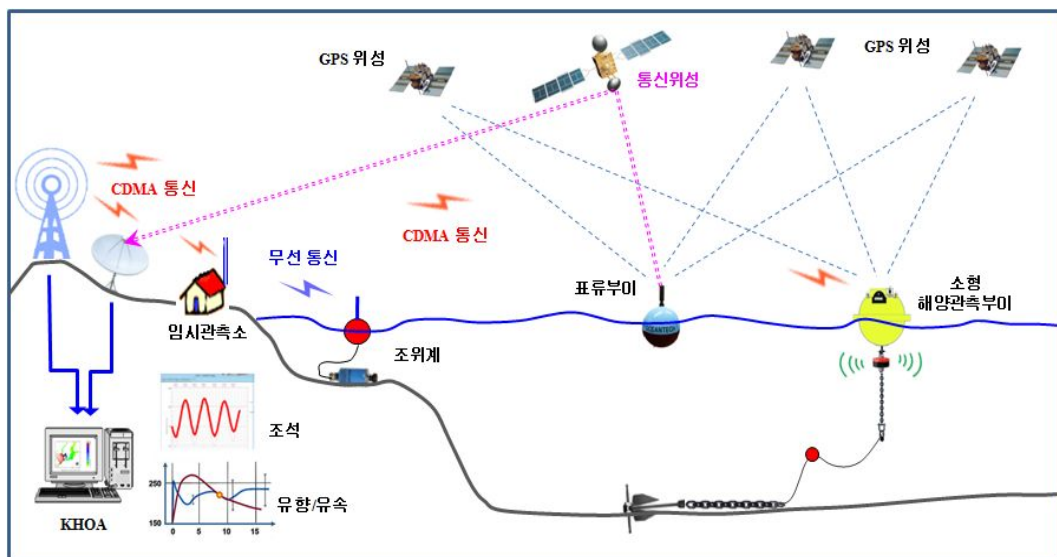 GPS 위성
통신위성
GPS 위성
CDMA 통신
CDMA 통신
무선 통신
표류부이
소형
해양관측부이
OCEANTECH
임시관측소
조위계
조석
250
150
0 5 10 15
유향/유속
KHOA